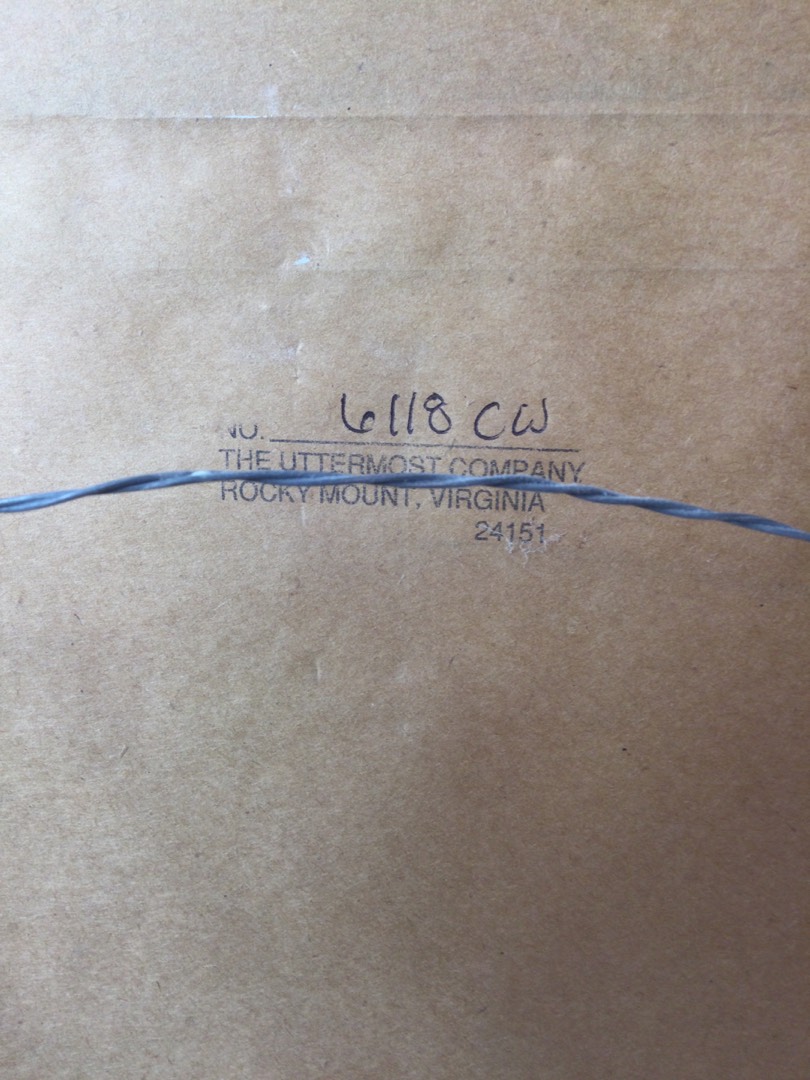 NO. 6118 CW
THE UTTERMOST COMPANY
ROCKY MOUNT, VIRGINIA
24151